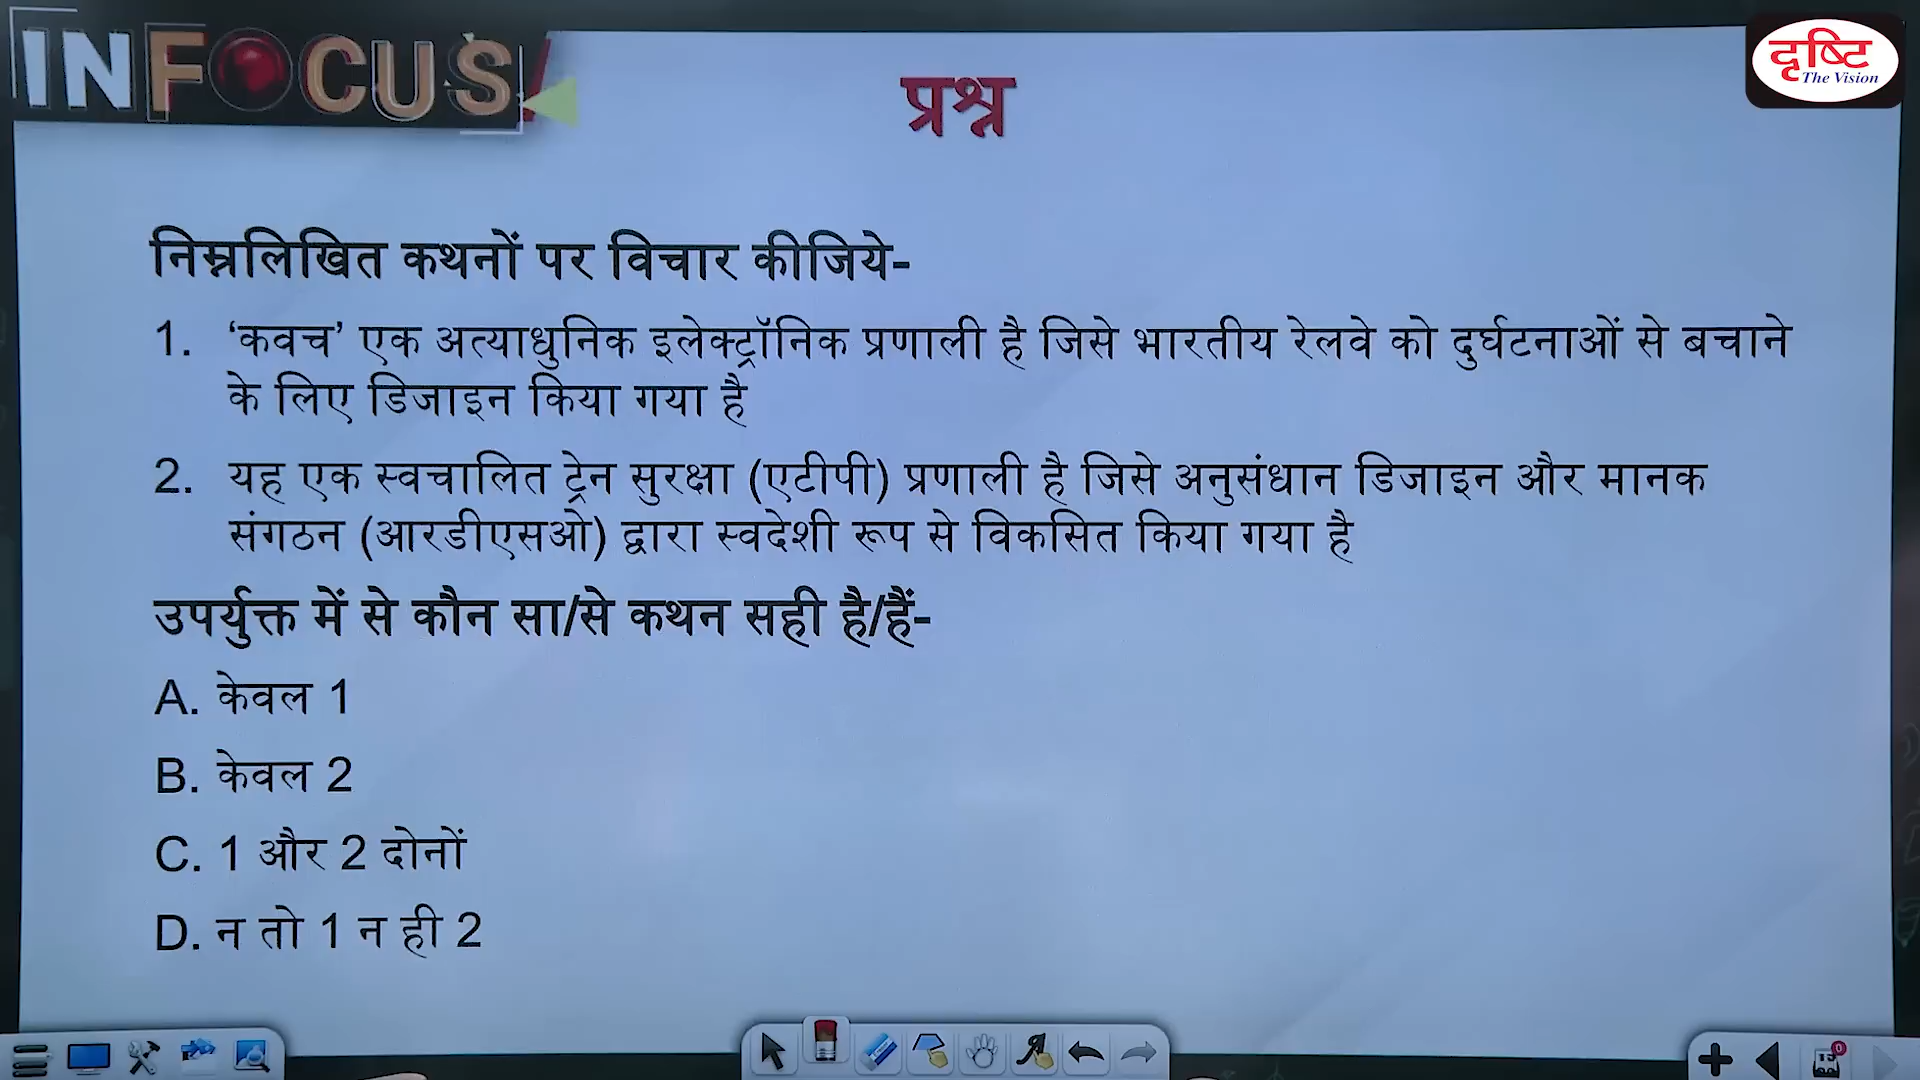 INFOCUS
दृष्टि
The Vision
प्रश्न
निम्नलिखित कथनों पर विचार कीजिये-
1. ‘कवच’ एक अत्याधुनिक इलेक्ट्रॉनिक प्रणाली है जिसे भारतीय रेलवे को दुर्घटनाओं से बचाने
के लिए डिजाइन किया गया है
2. यह एक स्वचालित ट्रेन सुरक्षा (एटीपी) प्रणाली है जिसे अनुसंधान डिजाइन और मानक
संगठन (आरडीएसओ) द्वारा स्वदेशी रूप से विकसित किया गया है
उपर्युक्त में से कौन सा/से कथन सही है/हैं-
A. केवल 1
B. केवल 2
C. 1 और 2 दोनों
D. न तो 1 न ही 2